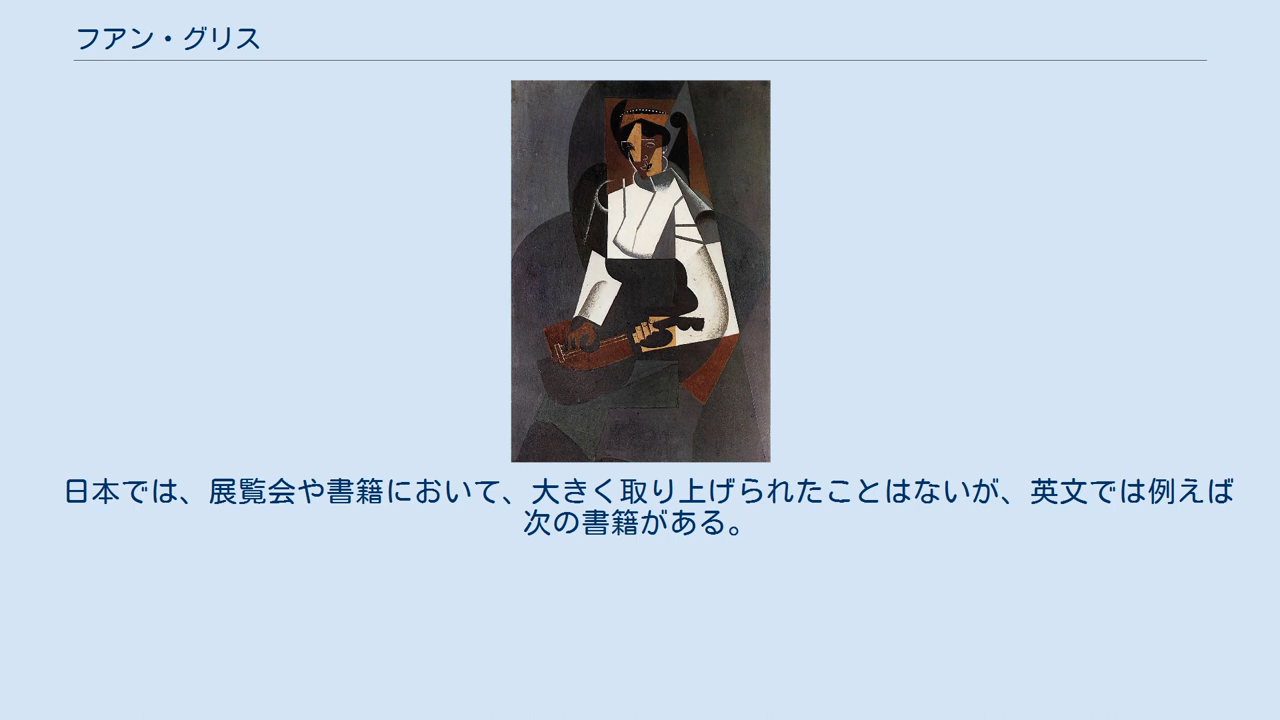 フアン・グリス
日本では、展覧会や書籍において、大きく取り上げられたことはないが、英文では例えば
次の書籍がある。